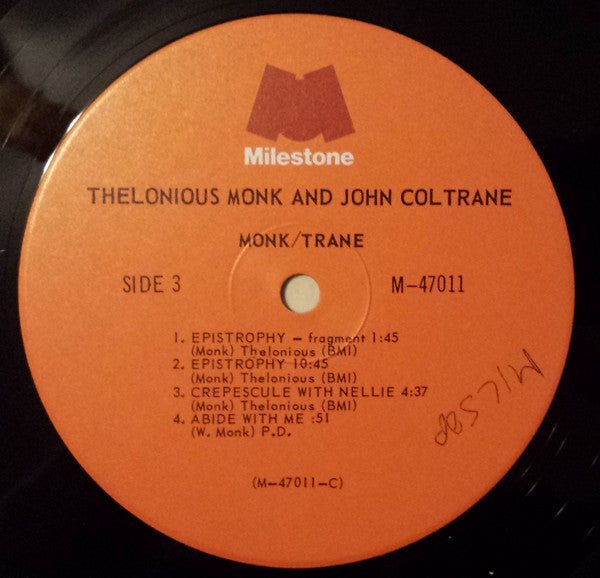 Milestone
THELONIOUS MONK AND JOHN COLTRANE
MONK/TRANE
SIDE 3
M-47011
1. EPISTROPHY - fragment 1:45
(Monk) Thelonious (BMI)
2. EPISTROPHY 10:45
(Monk) Thelonious (BMI)
3. CREPESCULE WITH NELLIE 4:37
(Monk) Thelonious (BMI)
4. ABIDE WITH ME :51
(W. Monk) P.D.
(M-47011-C)